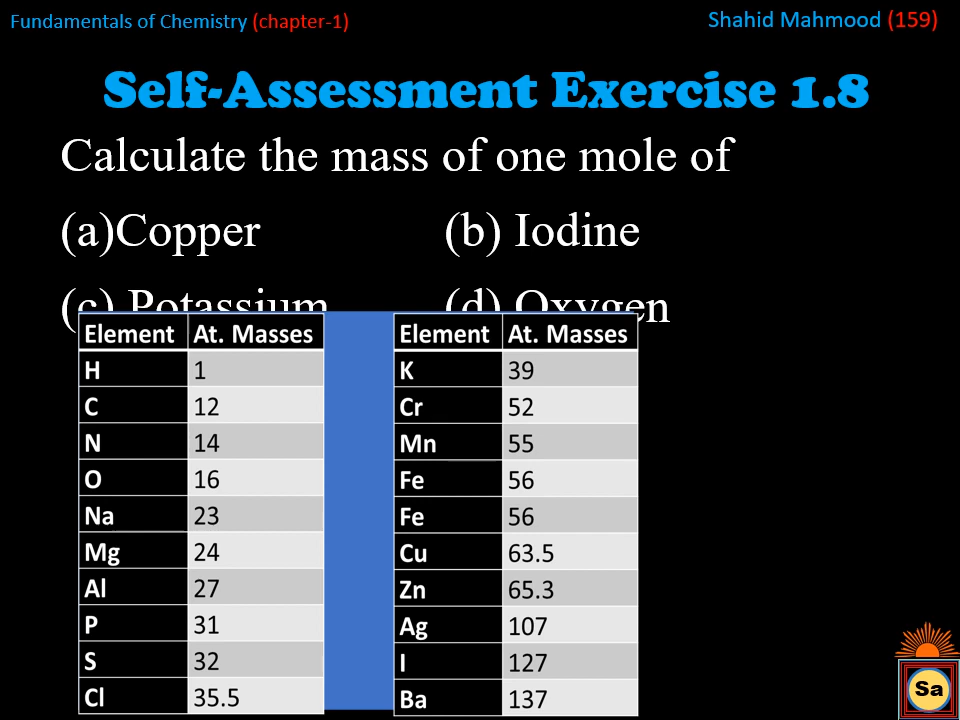 Fundamentals of Chemistry (chapter-1)
Shahid Mahmood (159)
Self-Assessment Exercise 1.8
Calculate the mass of one mole of
(a)Copper (b) Iodine
(c) Potassium (d) Oxygen
Element At. Masses Element At. Masses
H 1 K 39
C 12 Cr 52
N 14 Mn 55
O 16 Fe 56
Na 23 Fe 56
Mg 24 Cu 63.5
Al 27 Zn 65.3
P 31 Ag 107
S 32 I 127
Cl 35.5 Ba 137
Sa